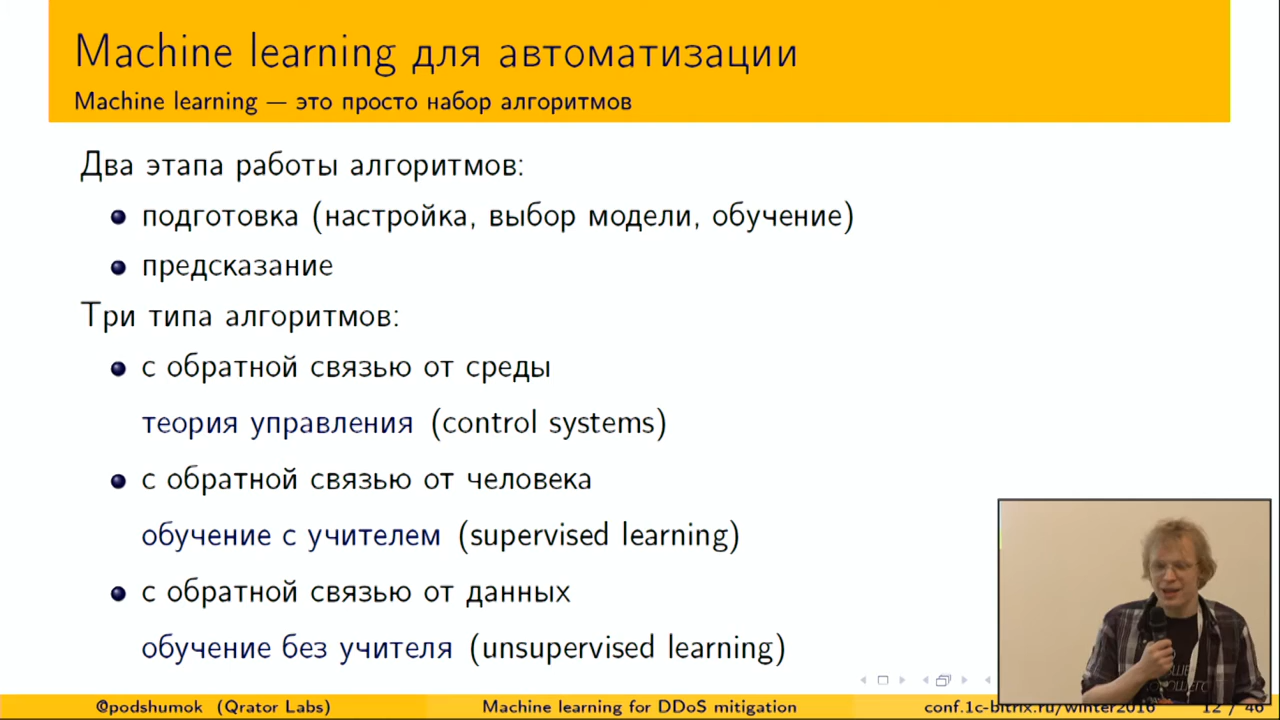 Machine learning для автоматизации
Machine learning — это просто набор алгоритмов
Два этапа работы алгоритмов:
подготовка (настройка, выбор модели, обучение)
предсказание
Три типа алгоритмов:
с обратной связью от среды
теория управления (control systems)
с обратной связью от человека
обучение с учителем (supervised learning)
с обратной связью от данных
обучение без учителя (unsupervised learning)
@podshumok (Qrator Labs) Machine learning for DDoS mitigation conf.1c-bitrix.ru/winter2016 12 / 46